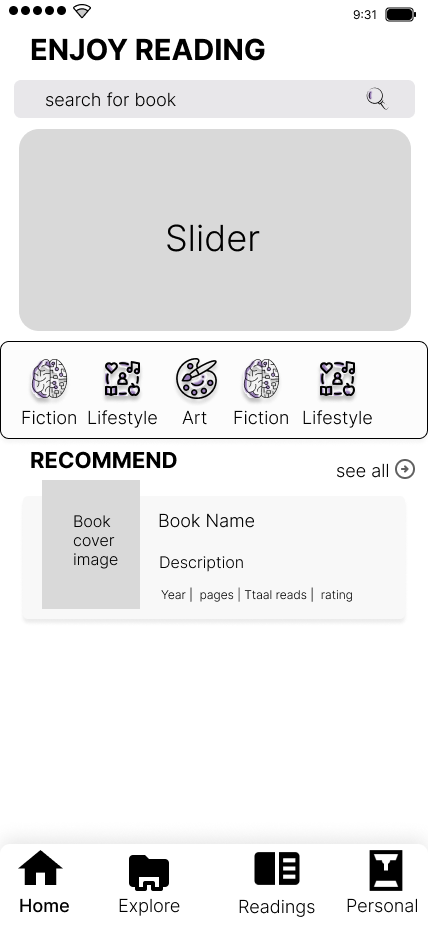 9:31
ENJOY READING
search for book
Slider
Fiction Lifestyle Art Fiction Lifestyle
RECOMMEND
see all
Book
cover
image
Book Name
Description
Year | pages | Ttaal reads | rating
Home Explore Readings Personal